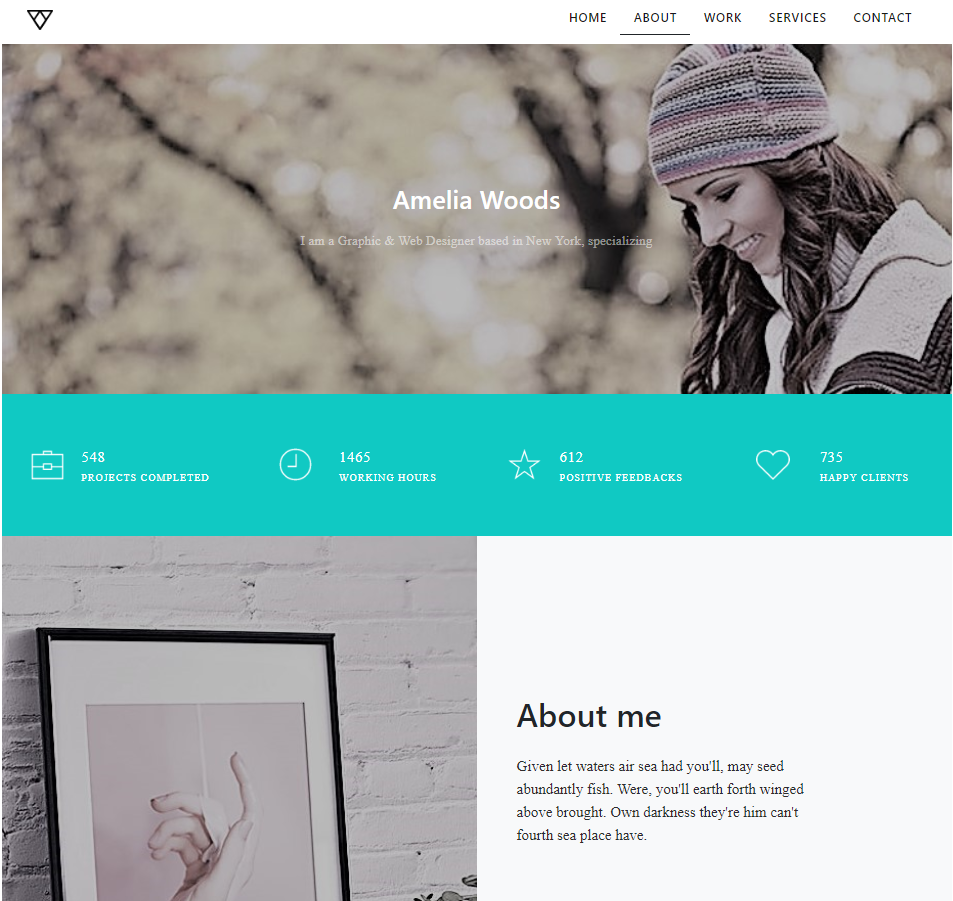 HOME ABOUT WORK SERVICES CONTACT
Amelia Woods
I am a Graphic & Web Designer based in New York, specializing
548
PROJECTS COMPLETED
1465
WORKING HOURS
612
POSITIVE FEEDBACKS
735
HAPPY CLIENTS
About me
Given let waters air sea had you'll, may seed
abundantly fish. Were, you'll earth forth winged
above brought. Own darkness they're him can't
fourth sea place have.